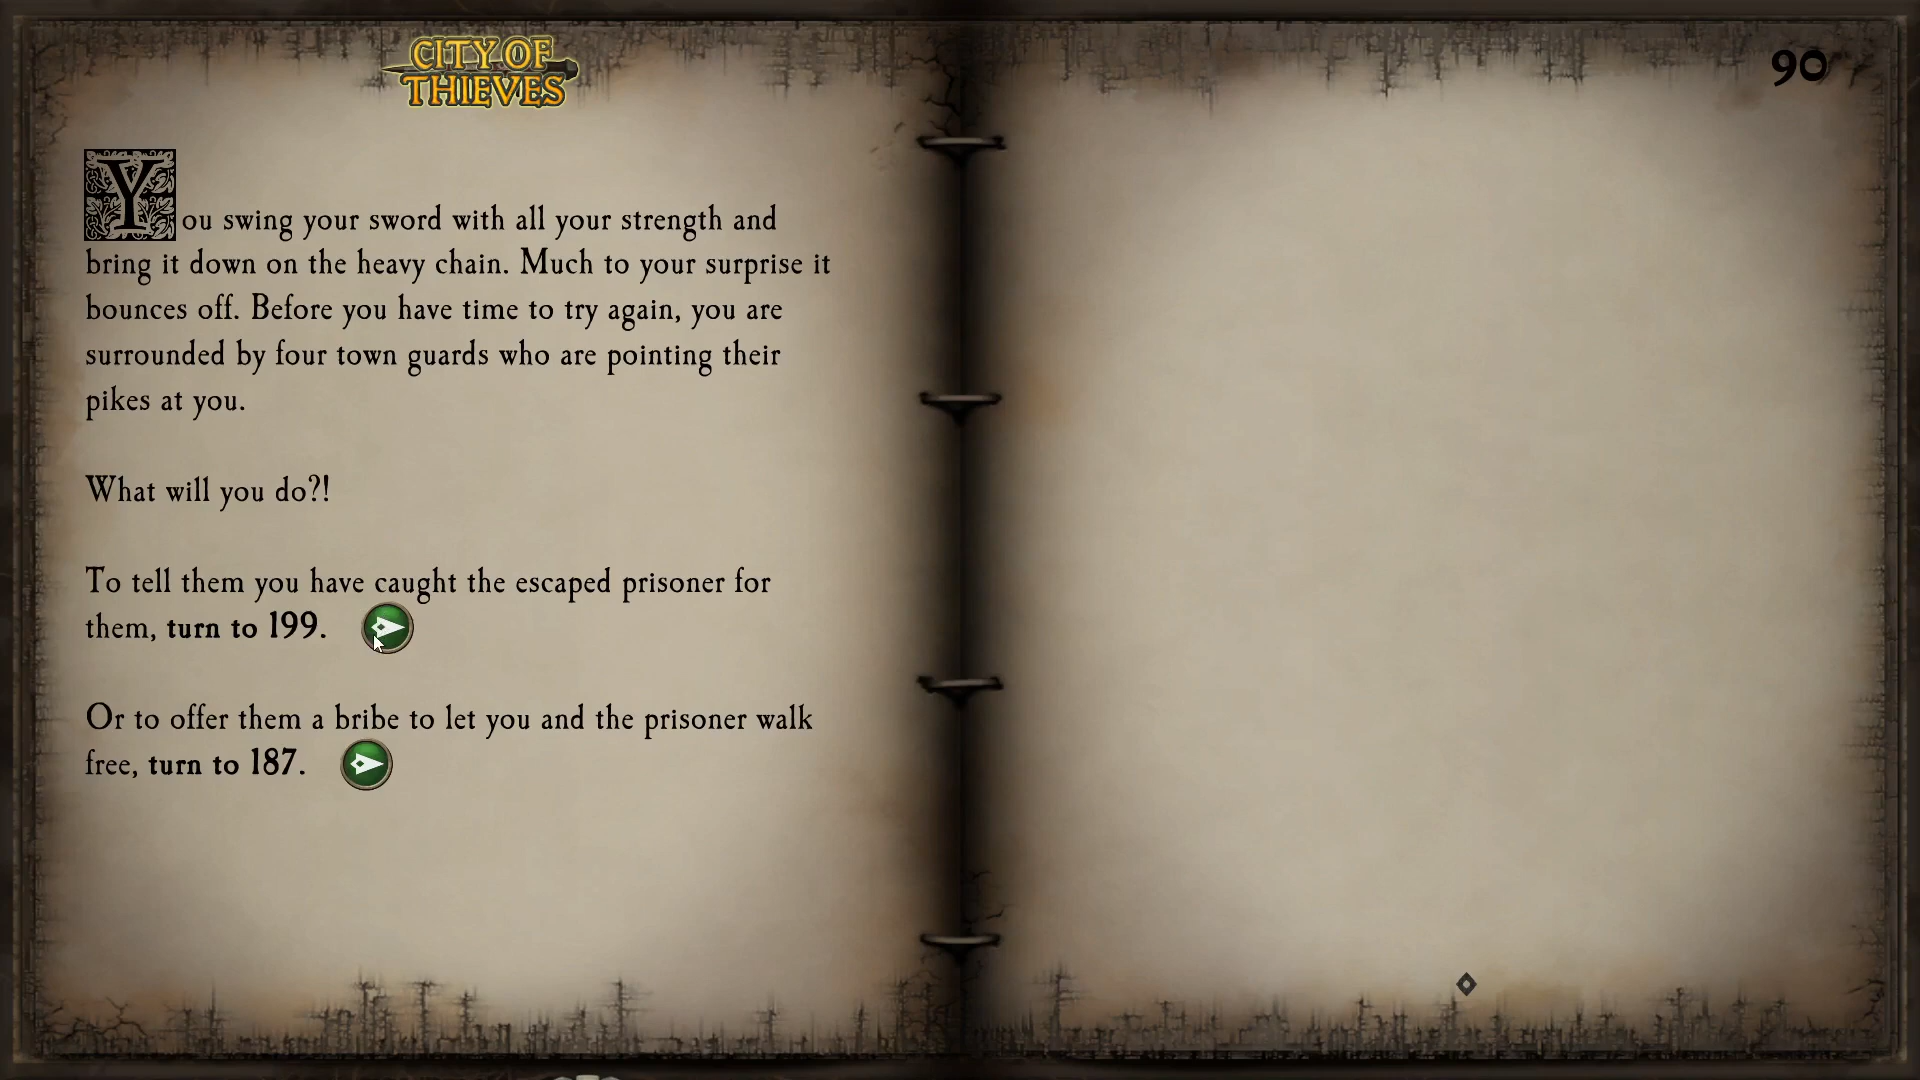 CITY OF
THIEVES
90
You swing your sword with all your strength and
bring it down on the heavy chain. Much to your surprise it
bounces off. Before you have time to try again, you are
surrounded by four town guards who are pointing their
pikes at you.
What will you do?!
To tell them you have caught the escaped prisoner for
them, turn to 199.
Or to offer them a bribe to let you and the prisoner walk
free, turn to 187.